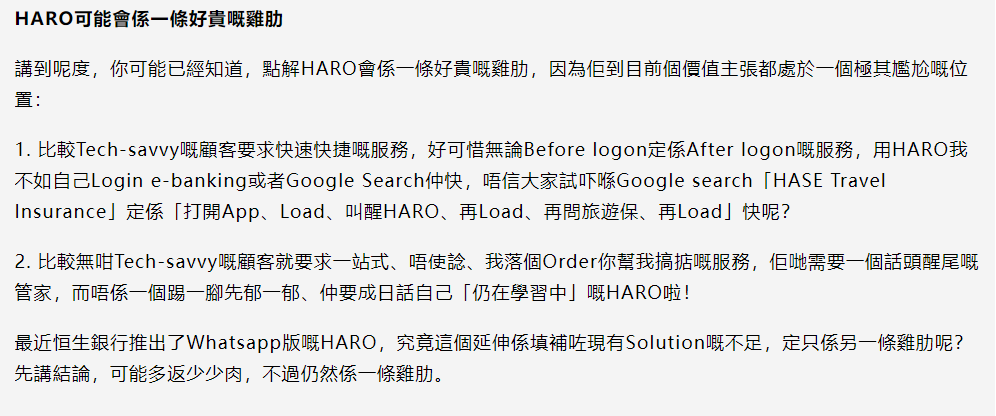 HARO可能會係一條好貴嘅雞肋
講到呢度，你可能已經知道，點解HARO會係一條好貴嘅雞肋，因為佢到目前個價值主張都處於一個極其尷尬嘅位
置：
1. 比較Tech-savvy嘅顧客要求快速快捷嘅服務，好可惜無論Before logon定係After logon嘅服務，用HARO我
不如自己Login e-banking或者Google Search仲快，唔信大家試吓喺Google search「HASE Travel
Insurance」定係「打開App、Load、叫醒HARO、再Load、再問旅遊保、再Load」快呢？
2. 比較無咁Tech-savvy嘅顧客就要求一站式、唔使諗、我落個Order你幫我搞掂嘅服務，佢哋需要一個話頭醒尾嘅
管家，而唔係一個踢一腳先郁一郁、仲要成日話自己「仍在學習中」嘅HARO啦！
最近恒生銀行推出了Whatsapp版嘅HARO，究竟這個延伸係填補咗現有Solution嘅不足，定只係另一條雞肋呢？
先講結論，可能多返少少肉，不過仍然係一條雞肋。